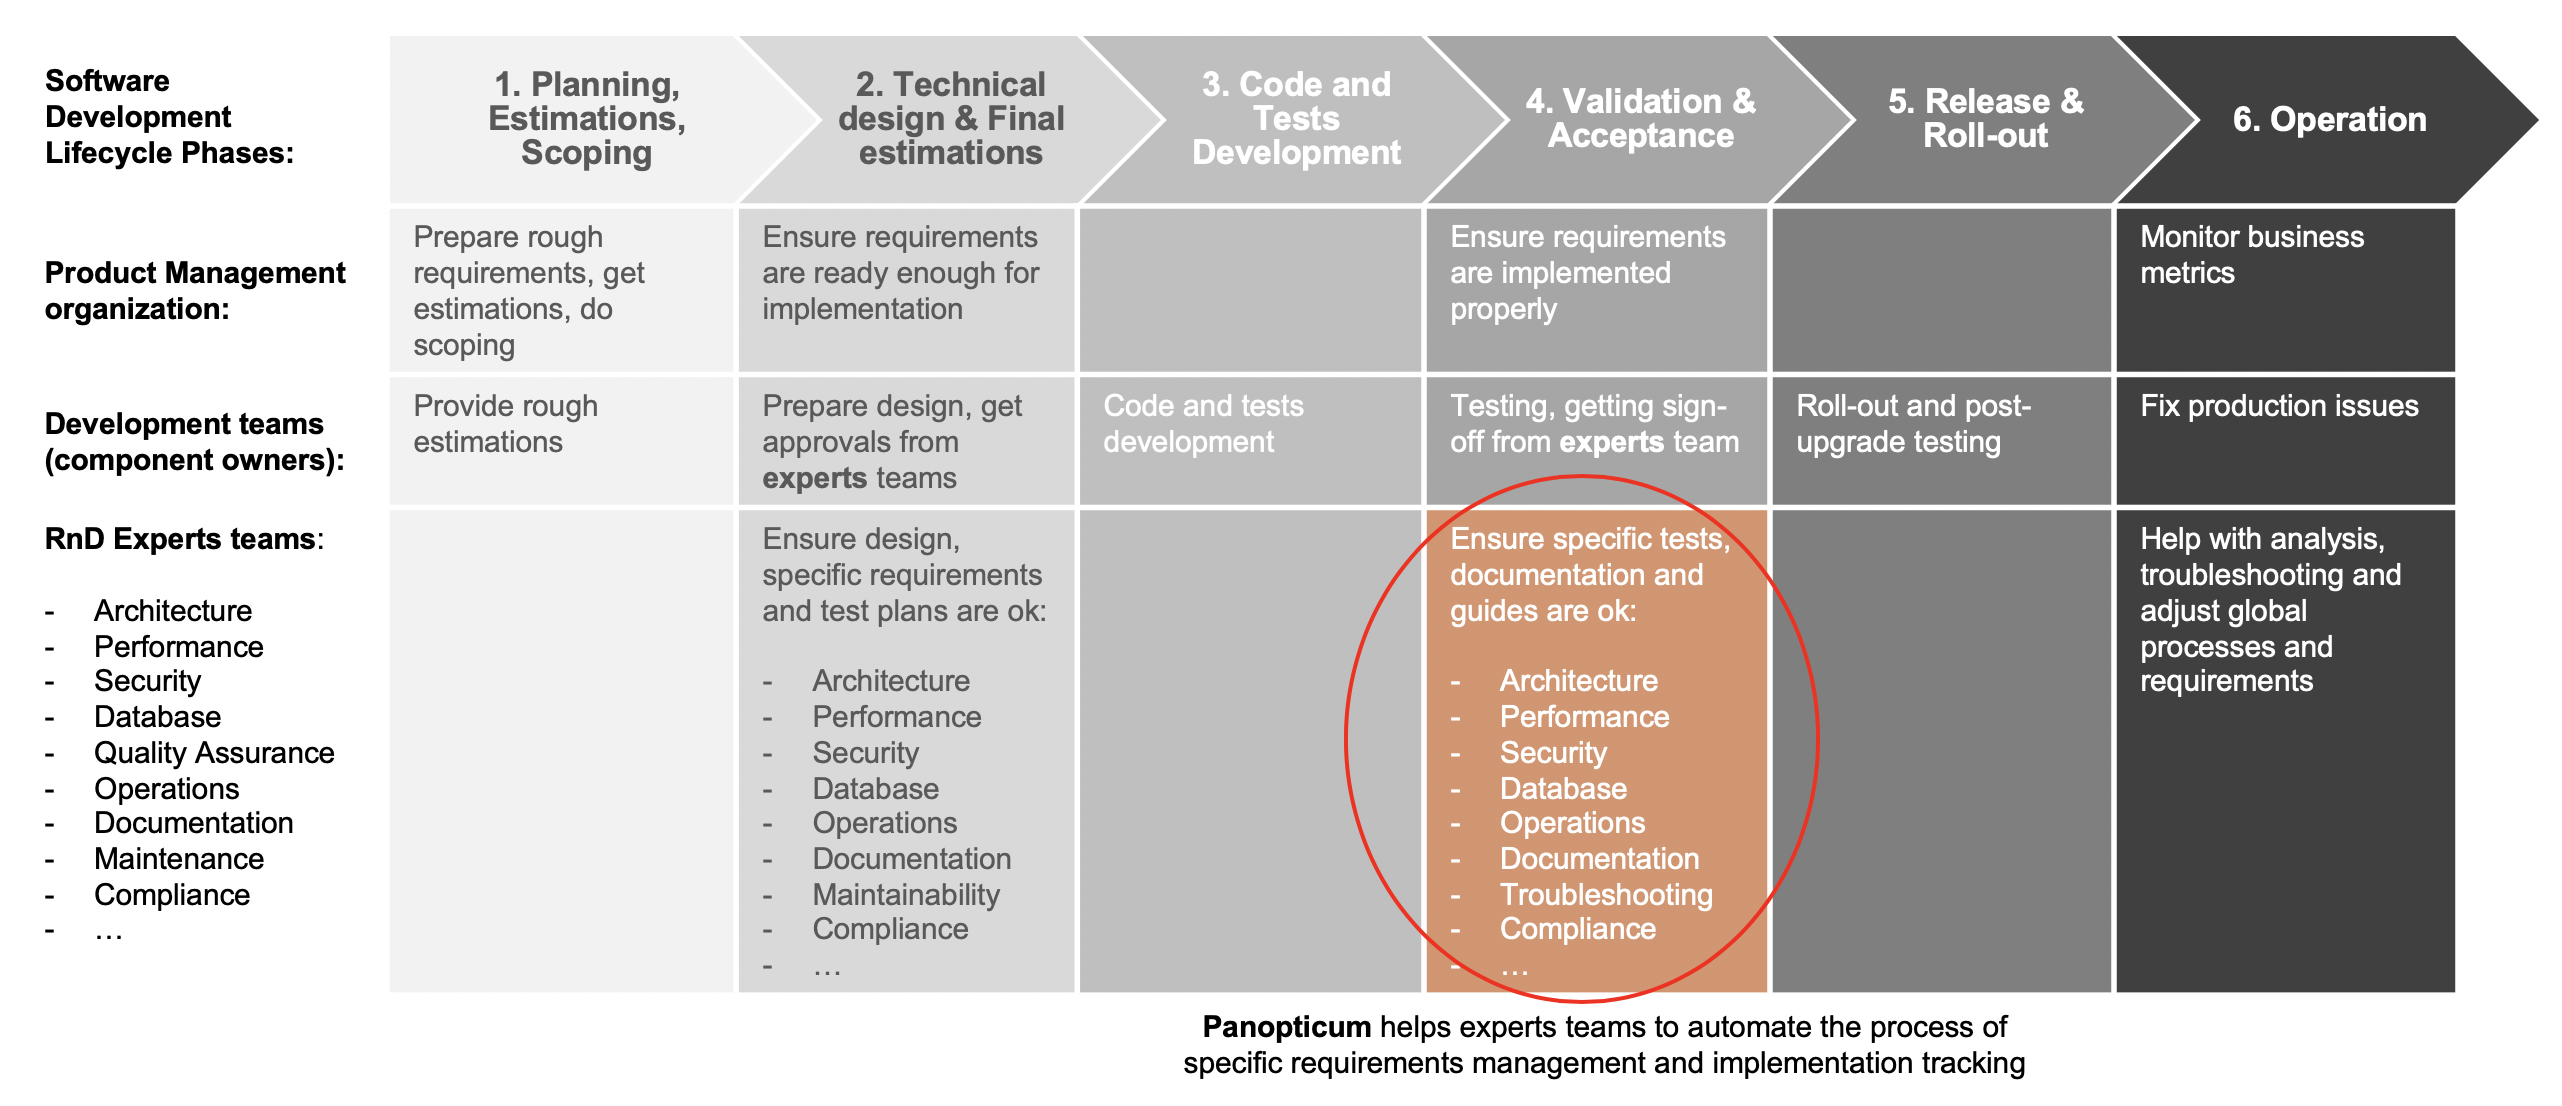 Software
Development
Lifecycle Phases:
1. Planning,
Estimations,
Scoping
2. Technical
design & Final
estimations
3. Code and
Tests
Development
4. Validation &
Acceptance
5. Release &
Roll-out
6. Operation
Product Management
organization:
Prepare rough
requirements, get
estimations, do
scoping
Ensure requirements
are ready enough for
implementation
Ensure requirements
are implemented
properly
Monitor business
metrics
Development teams
(component owners):
Provide rough
estimations
Prepare design, get
approvals from
experts teams
Code and tests
development
Testing, getting sign-
off from experts team
Roll-out and post-
upgrade testing
Fix production issues
RnD Experts teams:
- Architecture
- Performance
- Security
- Database
- Quality Assurance
- Operations
- Documentation
- Maintenance
- Compliance
- …
Ensure design,
specific requirements
and test plans are ok:
- Architecture
- Performance
- Security
- Database
- Operations
- Documentation
- Maintainability
- Compliance
- …
Ensure specific tests,
documentation and
guides are ok:
- Architecture
- Performance
- Security
- Database
- Operations
- Documentation
- Troubleshooting
- Compliance
- …
Help with analysis,
troubleshooting and
adjust global
processes and
requirements
Panopticum helps experts teams to automate the process of
specific requirements management and implementation tracking